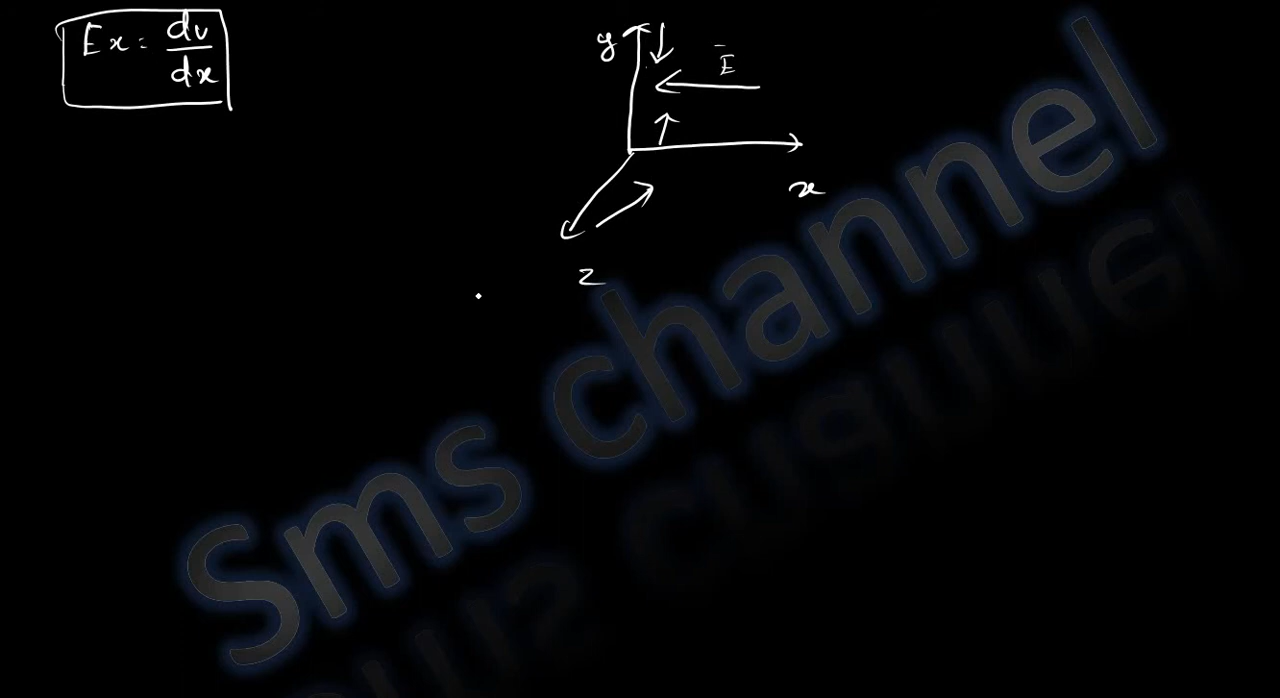 Ex = dv/dx
y
E
x
z
Sms channel